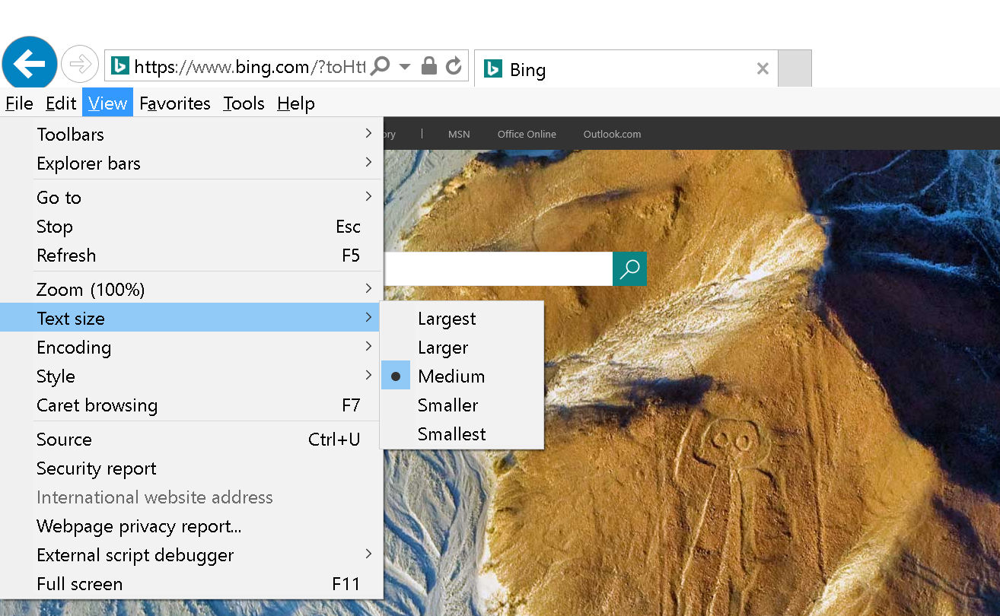 https://www.bing.com/?toHtt
Bing
File Edit View Favorites Tools Help
MSN Office Online Outlook.com
Toolbars
Explorer bars
Go to
Stop Esc
Refresh F5
Zoom (100%)
Text size
Encoding
Style
Caret browsing F7
Source Ctrl+U
Security report
International website address
Webpage privacy report...
External script debugger
Full screen F11
Largest
Larger
Medium
Smaller
Smallest